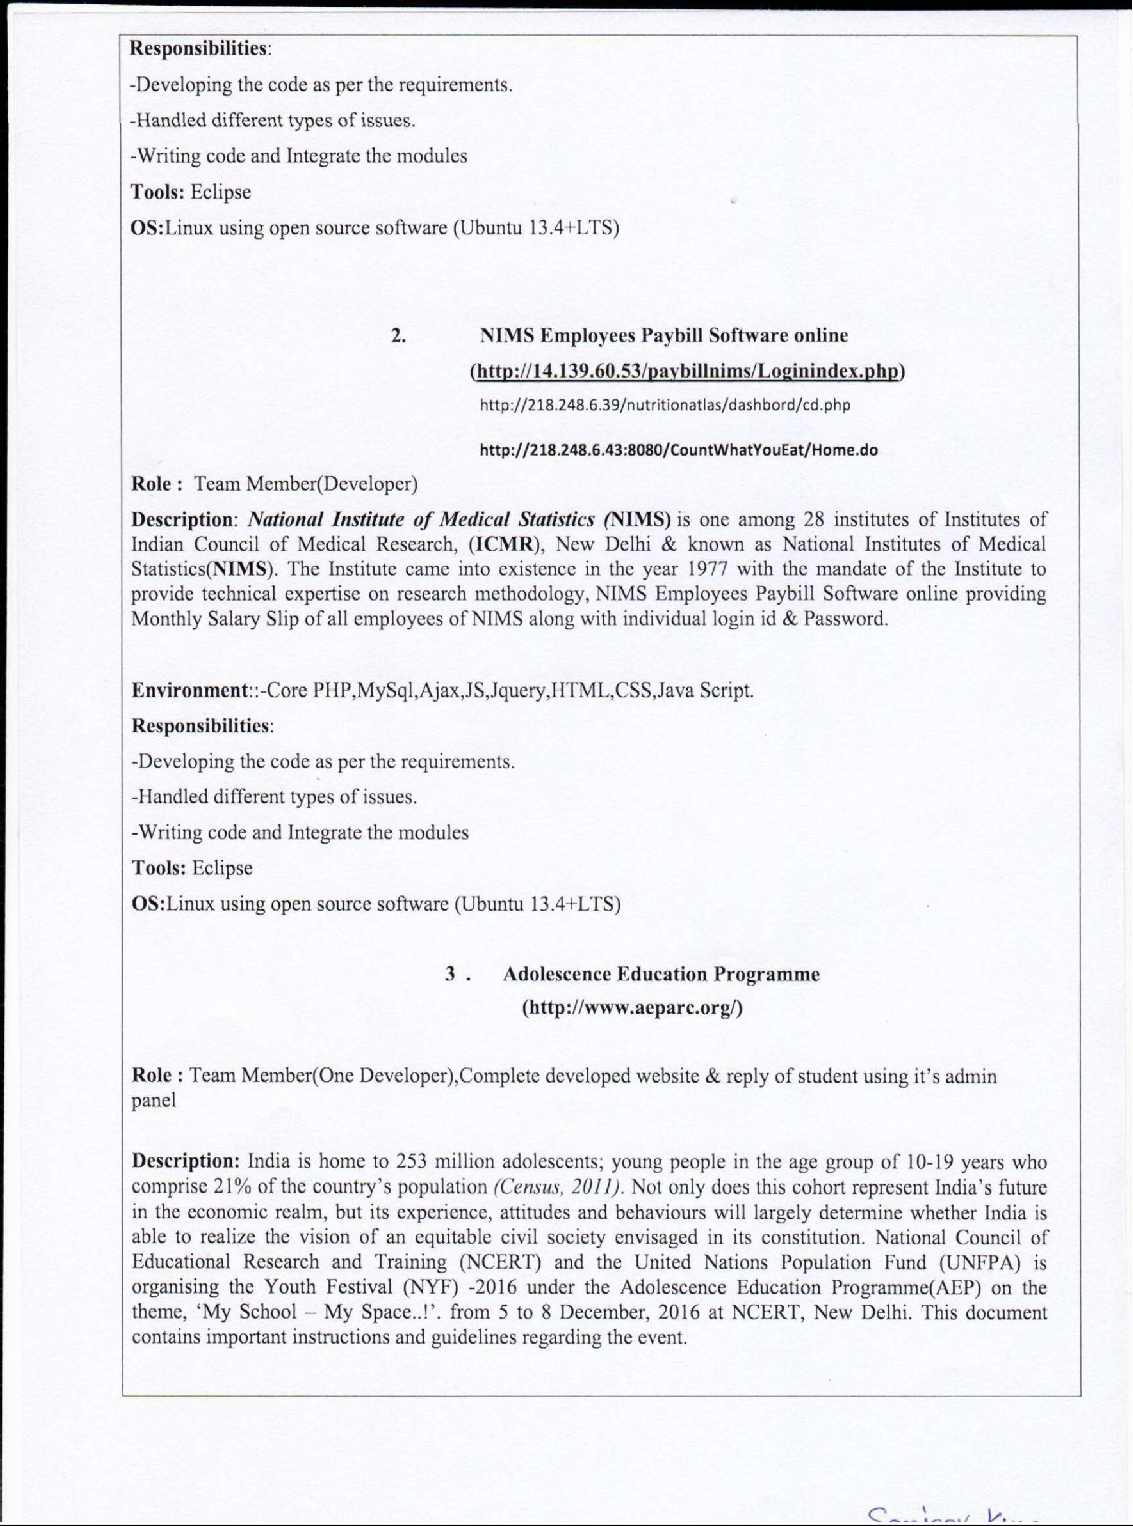 Responsibilities:
-Developing the code as per the requirements.
-Handled different types of issues.
-Writing code and Integrate the modules
Tools: Eclipse
OS:Linux using open source software (Ubuntu 13.4+LTS)
2. NIMS Employees Paybill Software online
(http://14.139.60.53/paybillnims/Loginindex.php)
http://218.248.6.39/nutritionatlas/dashbord/cd.php
http://218.248.6.43:8080/CountWhatYouEat/Home.do
Role : Team Member(Developer)
Description: National Institute of Medical Statistics (NIMS) is one among 28 institutes of Institutes of
Indian Council of Medical Research, (ICMR), New Delhi & known as National Institutes of Medical
Statistics(NIMS). The Institute came into existence in the year 1977 with the mandate of the Institute to
provide technical expertise on research methodology, NIMS Employees Paybill Software online providing
Monthly Salary Slip of all employees of NIMS along with individual login id & Password.
Environment::-Core PHP,MySql,Ajax,JS,Jquery,HTML,CSS,Java Script.
Responsibilities:
-Developing the code as per the requirements.
-Handled different types of issues.
-Writing code and Integrate the modules
Tools: Eclipse
OS:Linux using open source software (Ubuntu 13.4+LTS)
3 . Adolescence Education Programme
(http://www.aeparc.org/)
Role : Team Member(One Developer),Complete developed website & reply of student using it's admin
panel
Description: India is home to 253 million adolescents; young people in the age group of 10-19 years who
comprise 21% of the country's population (Census, 2011). Not only does this cohort represent India's future
in the economic realm, but its experience, attitudes and behaviours will largely determine whether India is
able to realize the vision of an equitable civil society envisaged in its constitution. National Council of
Educational Research and Training (NCERT) and the United Nations Population Fund (UNFPA) is
organising the Youth Festival (NYF) -2016 under the Adolescence Education Programme(AEP) on the
theme, 'My School – My Space..!'. from 5 to 8 December, 2016 at NCERT, New Delhi. This document
contains important instructions and guidelines regarding the event.